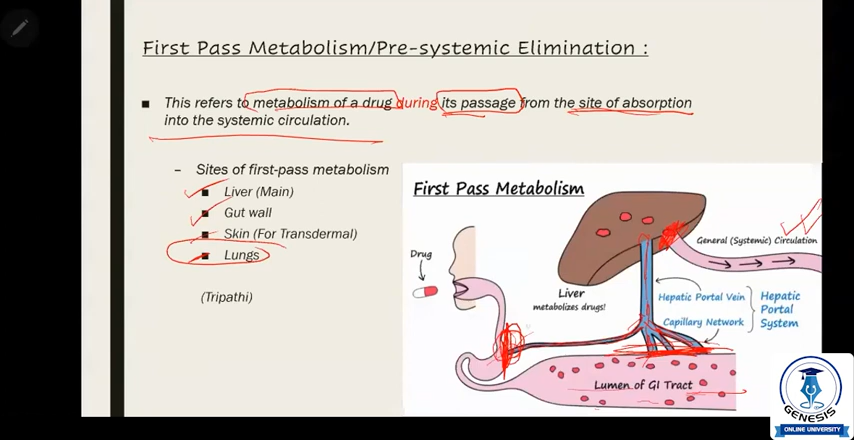 First Pass Metabolism/Pre-systemic Elimination :
This refers to metabolism of a drug during its passage from the site of absorption
into the systemic circulation.
Sites of first-pass metabolism
Liver (Main)
Gut wall
Skin (For Transdermal)
Lungs
(Tripathi)
First Pass Metabolism
Drug
Liver
metabolizes drugs!
General (Systemic) Circulation
Hepatic Portal Vein
Capillary Network
Hepatic
Portal
System
Lumen of GI Tract
GENESIS
ONLINE UNIVERSITY